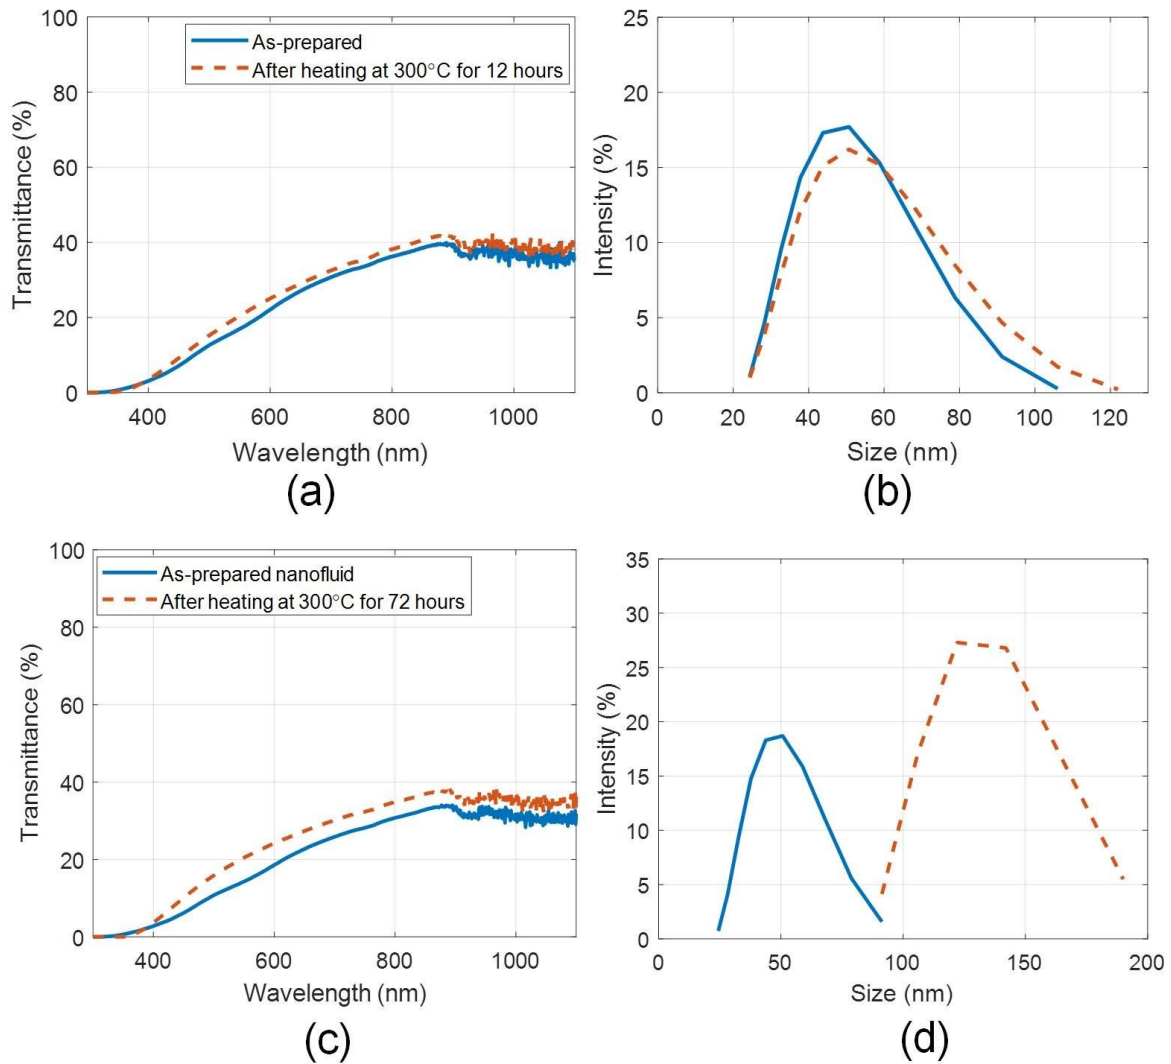 100
80
60
40
20
0
400
600
800
1000
Transmittance (%)
Wavelength (nm)
As-prepared
After heating at 300°C for 12 hours
(a)
25
20
15
10
5
0
0
20
40
60
80
100
120
Intensity (%)
Size (nm)
(b)
100
80
60
40
20
0
400
600
800
1000
Transmittance (%)
Wavelength (nm)
As-prepared nanofluid
After heating at 300°C for 72 hours
(c)
35
30
25
20
15
10
5
0
0
50
100
150
200
Intensity (%)
Size (nm)
(d)